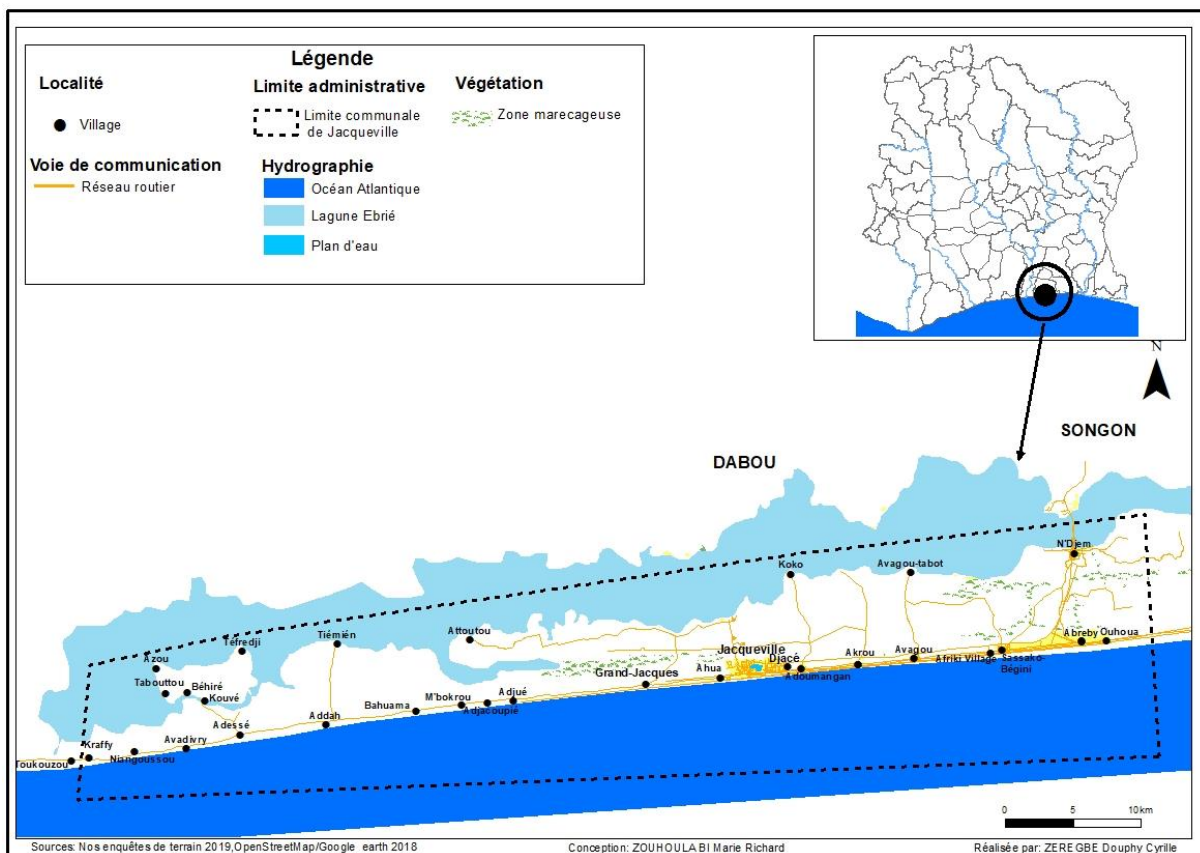 Légende
Localité
Village
Voie de communication
Réseau routier
Limite administrative
Limite communale
de Jacqueville
Hydrographie
Océan Atlantique
Lagune Ebrié
Plan d'eau
Végétation
Zone marecageuse
N
SONGON
DABOU
N'Djem
Koko
Avagou-tabot
Attoutou
Tiémién
Téfredji
Azou
Tabouttou
Béhiré
Kouvé
Abreby
Ouhoua
Jacqueville
Djacé
Akrou
Avagou
Afriki Village
Sassako-
Bégini
Adoumangan
Ahua
Grand-Jacques
Adjué
M'bokrou
Adjacoupié
Bahuama
Addah
Adessé
Avadivry
Kraffy
Niangoussou
Toukouzou
0 5 10km
Sources: Nos enquêtes de terrain 2019,OpenStreetMap/Google earth 2018
Conception: ZOUHOULA BI Marie Richard
Réalisée par: ZEREGBE Douphy Cyrille